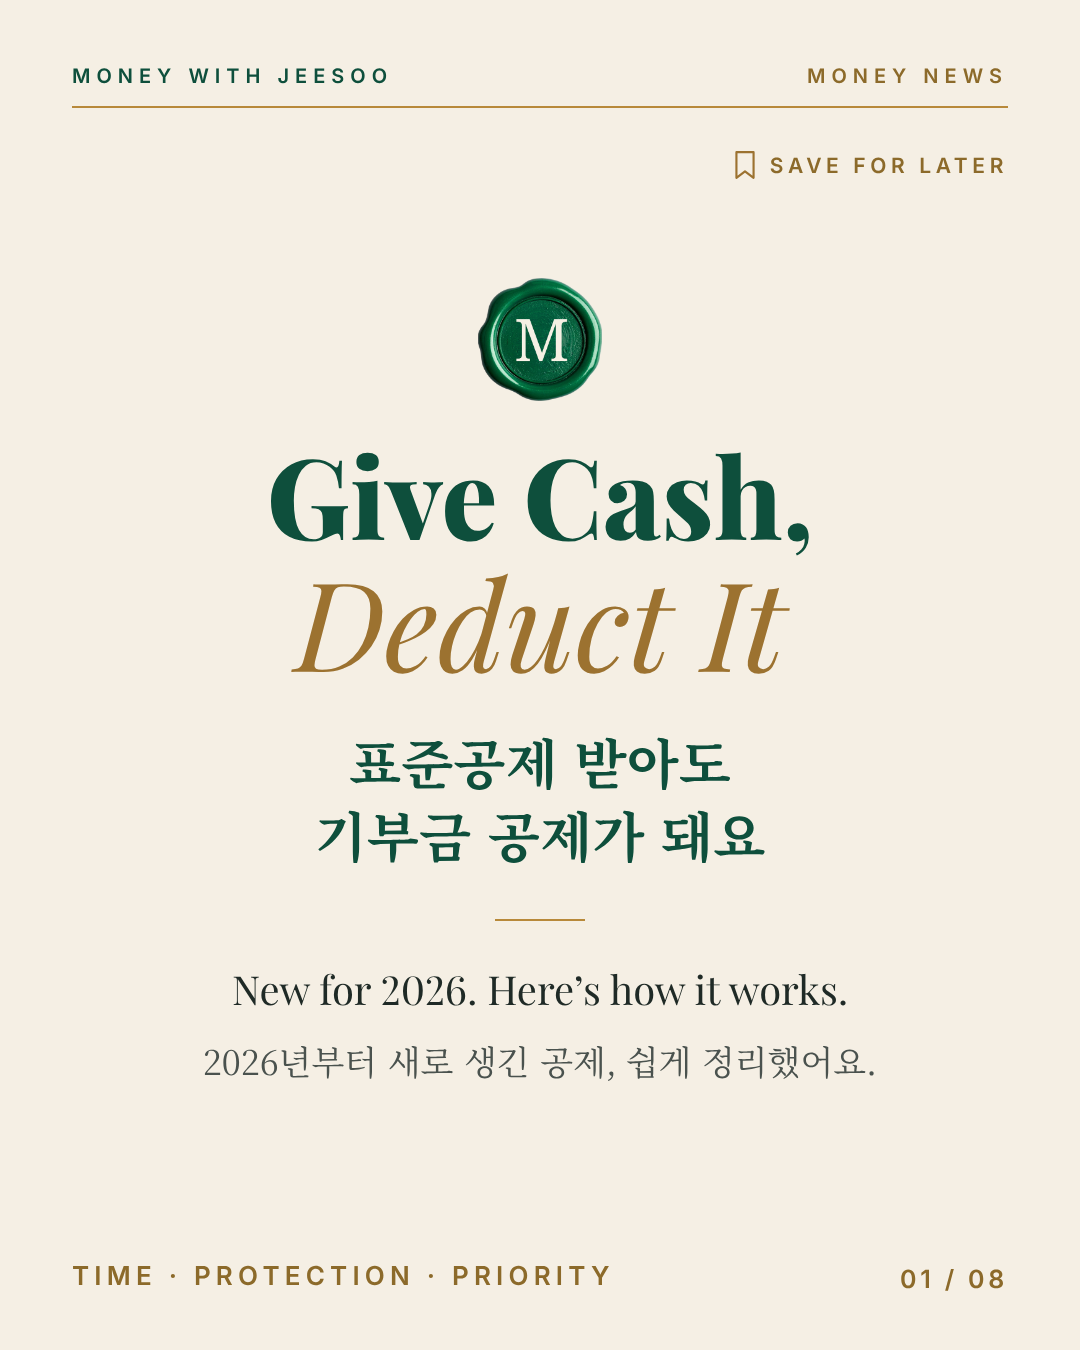 MONEY WITH JEESOO
MONEY NEWS
SAVE FOR LATER
M
Give Cash,
Deduct It
표준공제 받아도
기부금 공제가 돼요
New for 2026. Here’s how it works.
2026년부터 새로 생긴 공제, 쉽게 정리했어요.
TIME · PROTECTION · PRIORITY
01 / 08